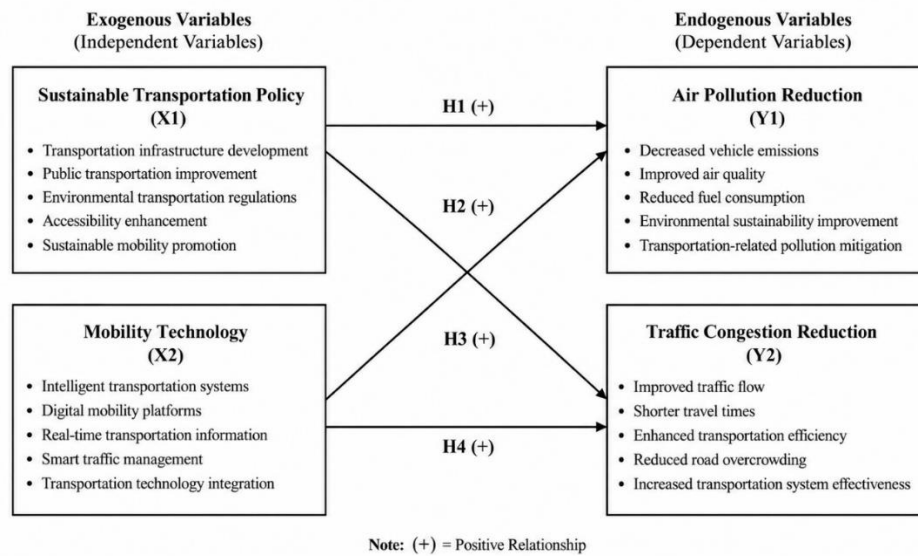 Exogenous Variables
(Independent Variables)
Endogenous Variables
(Dependent Variables)
Sustainable Transportation Policy
(X1)
• Transportation infrastructure development
• Public transportation improvement
• Environmental transportation regulations
• Accessibility enhancement
• Sustainable mobility promotion
H1 (+)
H2 (+)
Air Pollution Reduction
(Y1)
• Decreased vehicle emissions
• Improved air quality
• Reduced fuel consumption
• Environmental sustainability improvement
• Transportation-related pollution mitigation
Mobility Technology
(X2)
• Intelligent transportation systems
• Digital mobility platforms
• Real-time transportation information
• Smart traffic management
• Transportation technology integration
H3 (+)
H4 (+)
Traffic Congestion Reduction
(Y2)
• Improved traffic flow
• Shorter travel times
• Enhanced transportation efficiency
• Reduced road overcrowding
• Increased transportation system effectiveness
Note: (+) = Positive Relationship